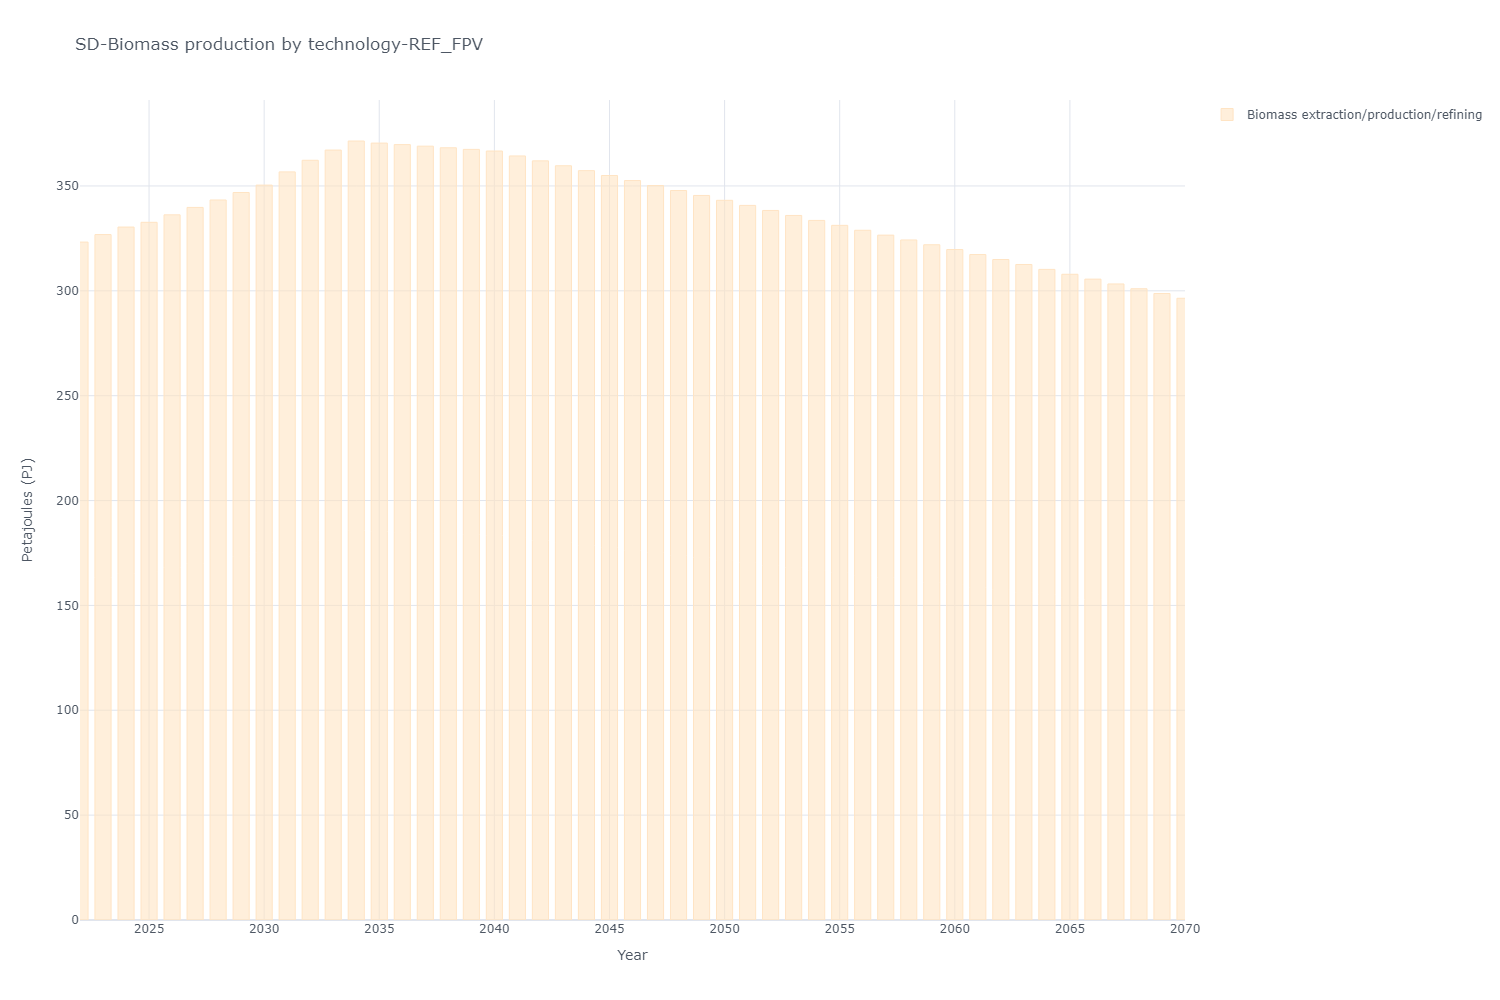 SD-Biomass production by technology-REF_FPV
Biomass extraction/production/refining
350
300
250
200
150
100
50
0
Petajoules (PJ)
2025 2030 2035 2040 2045 2050 2055 2060 2065 2070
Year